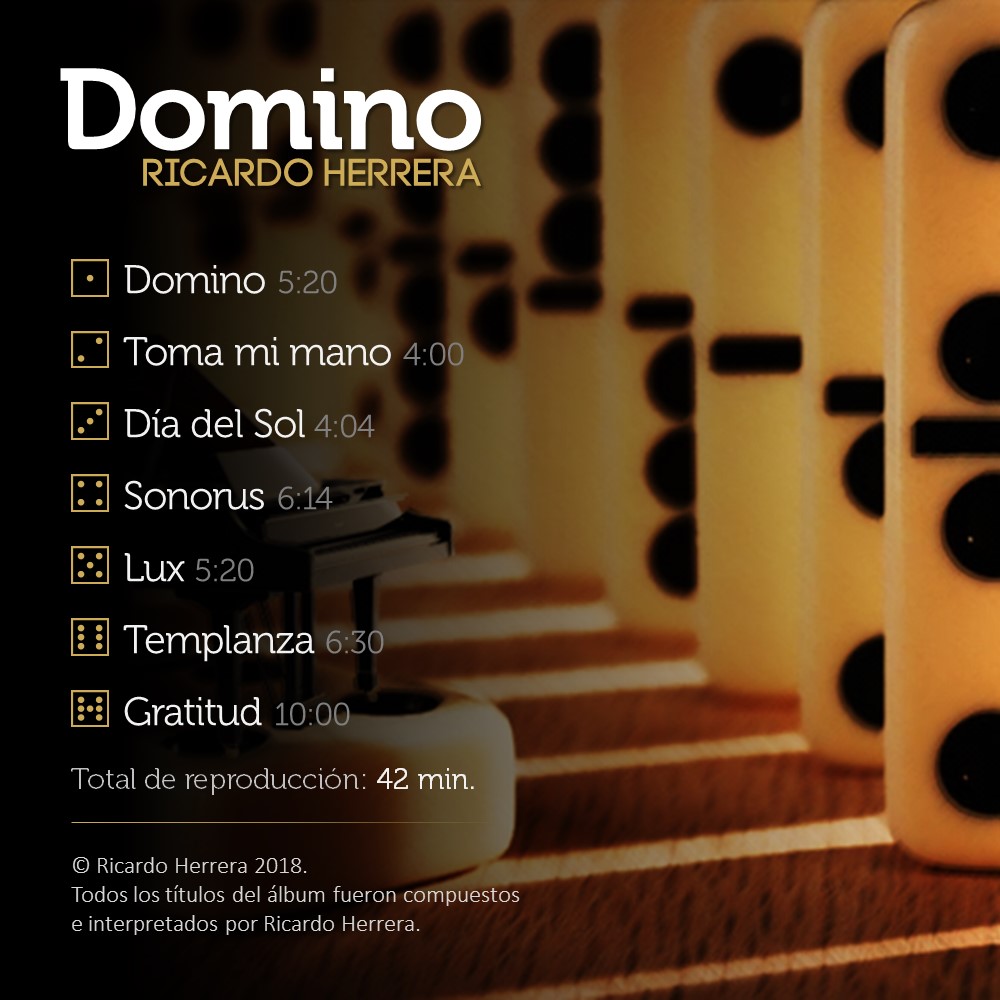 Domino
RICARDO HERRERA
Domino 5:20
Toma mi mano 4:00
Día del Sol 4:04
Sonorus 6:14
Lux 5:20
Templanza 6:30
Gratitud 10:00
Total de reproducción: 42 min.
© Ricardo Herrera 2018.
Todos los títulos del álbum fueron compuestos
e interpretados por Ricardo Herrera.